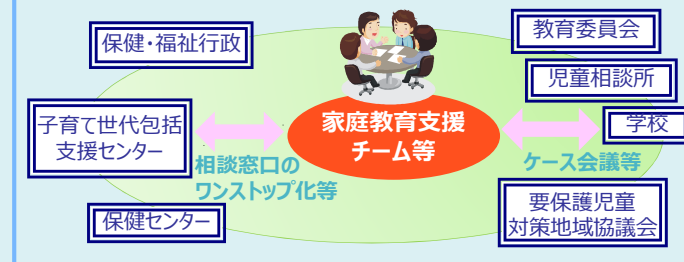 保健・福祉行政
教育委員会
児童相談所
学校
子育て世代包括
支援センター
家庭教育支援
チーム等
相談窓口の
ワンストップ化等
ケース会議等
保健センター
要保護児童
対策地域協議会